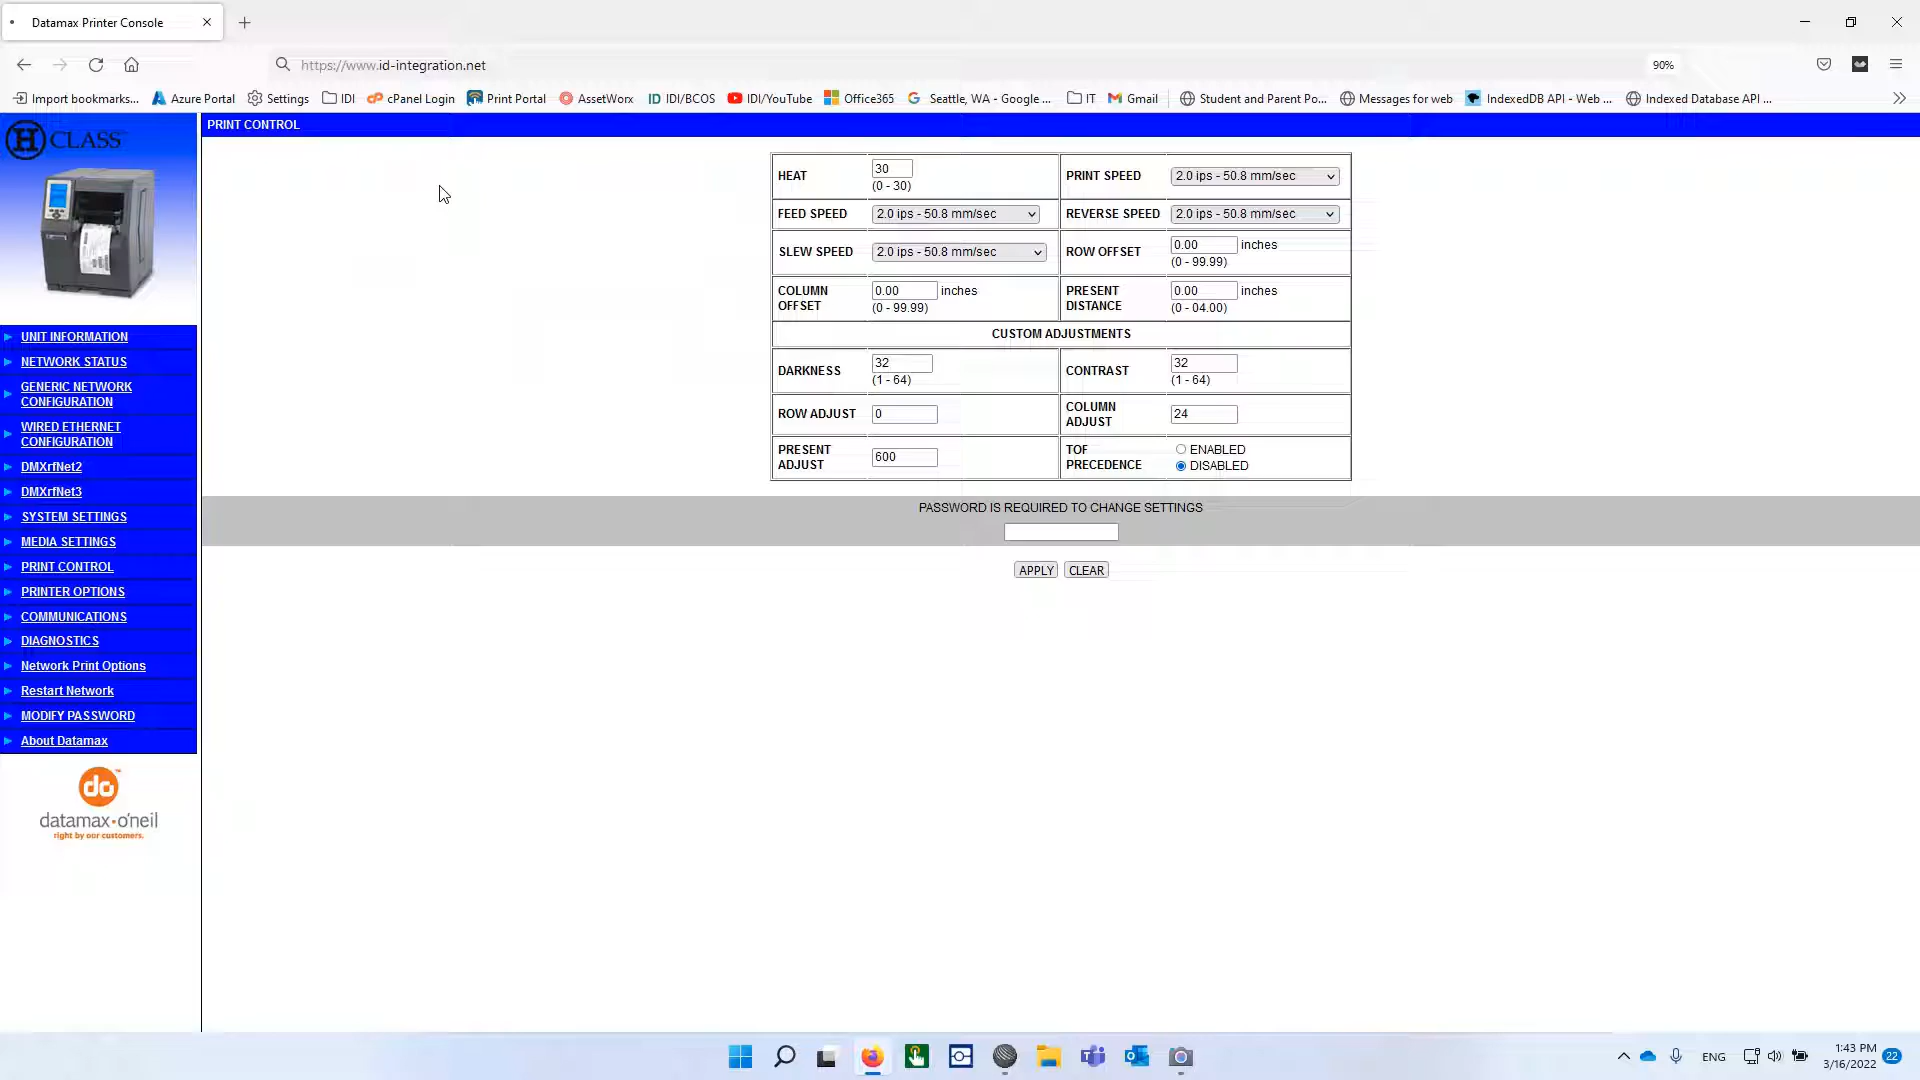 Datamax Printer Console
https://www.id-integration.net
90%
Import bookmarks... Azure Portal Settings IDI cPanel Login Print Portal AssetWorx IDI/BCOS IDI/YouTube Office365 Seattle, WA - Google ... IT Gmail Student and Parent Po... Messages for web IndexedDB API - Web ... Indexed Database API ...
H CLASS
PRINT CONTROL
HEAT 30 (0 - 30) PRINT SPEED 2.0 ips - 50.8 mm/sec
FEED SPEED 2.0 ips - 50.8 mm/sec REVERSE SPEED 2.0 ips - 50.8 mm/sec
SLEW SPEED 2.0 ips - 50.8 mm/sec ROW OFFSET 0.00 inches (0 - 99.99)
COLUMN OFFSET 0.00 inches (0 - 99.99) PRESENT DISTANCE 0.00 inches (0 - 04.00)
CUSTOM ADJUSTMENTS
DARKNESS 32 (1 - 64) CONTRAST 32 (1 - 64)
ROW ADJUST 0 COLUMN ADJUST 24
PRESENT ADJUST 600 TOF PRECEDENCE ENABLED DISABLED
PASSWORD IS REQUIRED TO CHANGE SETTINGS
APPLY CLEAR
UNIT INFORMATION
NETWORK STATUS
GENERIC NETWORK
CONFIGURATION
WIRED ETHERNET
CONFIGURATION
DMXrfNet2
DMXrfNet3
SYSTEM SETTINGS
MEDIA SETTINGS
PRINT CONTROL
PRINTER OPTIONS
COMMUNICATIONS
DIAGNOSTICS
Network Print Options
Restart Network
MODIFY PASSWORD
About Datamax
do
datamax·o'neil
right by our customers.
ENG
1:43 PM
3/16/2022
22